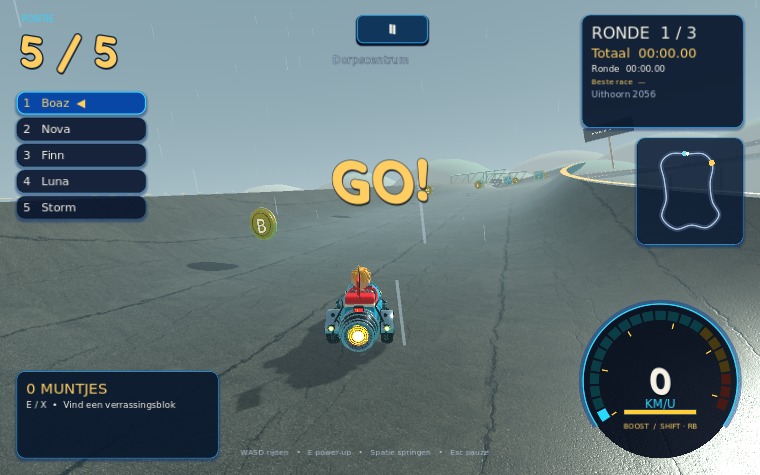 POSITIE
5 / 5
1 Boaz ◀
2 Nova
3 Finn
4 Luna
5 Storm
Dorpscentrum
GO!
B
RONDE 1 / 3
Totaal 00:00.00
Ronde 00:00.00
Beste race —
Uithoorn 2056
0 MUNTJES
E / X • Vind een verrassingsblok
0
KM/U
BOOST / SHIFT · RB
WASD rijden • E power-up • Spatie springen • Esc pauze